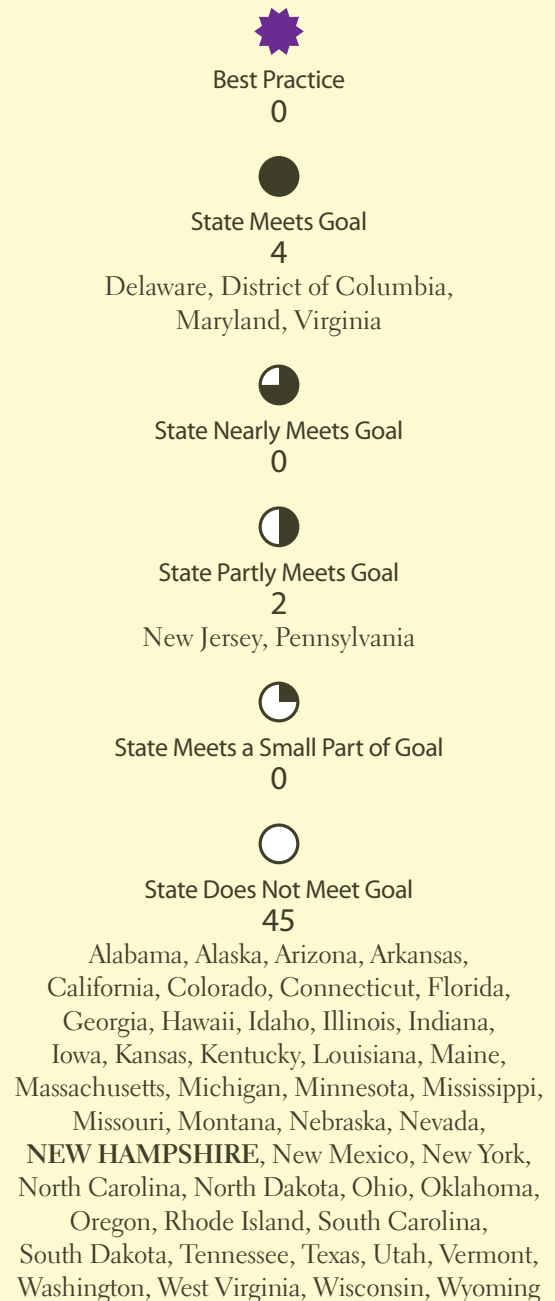 Best Practice
0
State Meets Goal
4
Delaware, District of Columbia,
Maryland, Virginia
State Nearly Meets Goal
0
State Partly Meets Goal
2
New Jersey, Pennsylvania
State Meets a Small Part of Goal
0
State Does Not Meet Goal
45
Alabama, Alaska, Arizona, Arkansas,
California, Colorado, Connecticut, Florida,
Georgia, Hawaii, Idaho, Illinois, Indiana,
Iowa, Kansas, Kentucky, Louisiana, Maine,
Massachusetts, Michigan, Minnesota, Mississippi,
Missouri, Montana, Nebraska, Nevada,
NEW HAMPSHIRE, New Mexico, New York,
North Carolina, North Dakota, Ohio, Oklahoma,
Oregon, Rhode Island, South Carolina,
South Dakota, Tennessee, Texas, Utah, Vermont,
Washington, West Virginia, Wisconsin, Wyoming